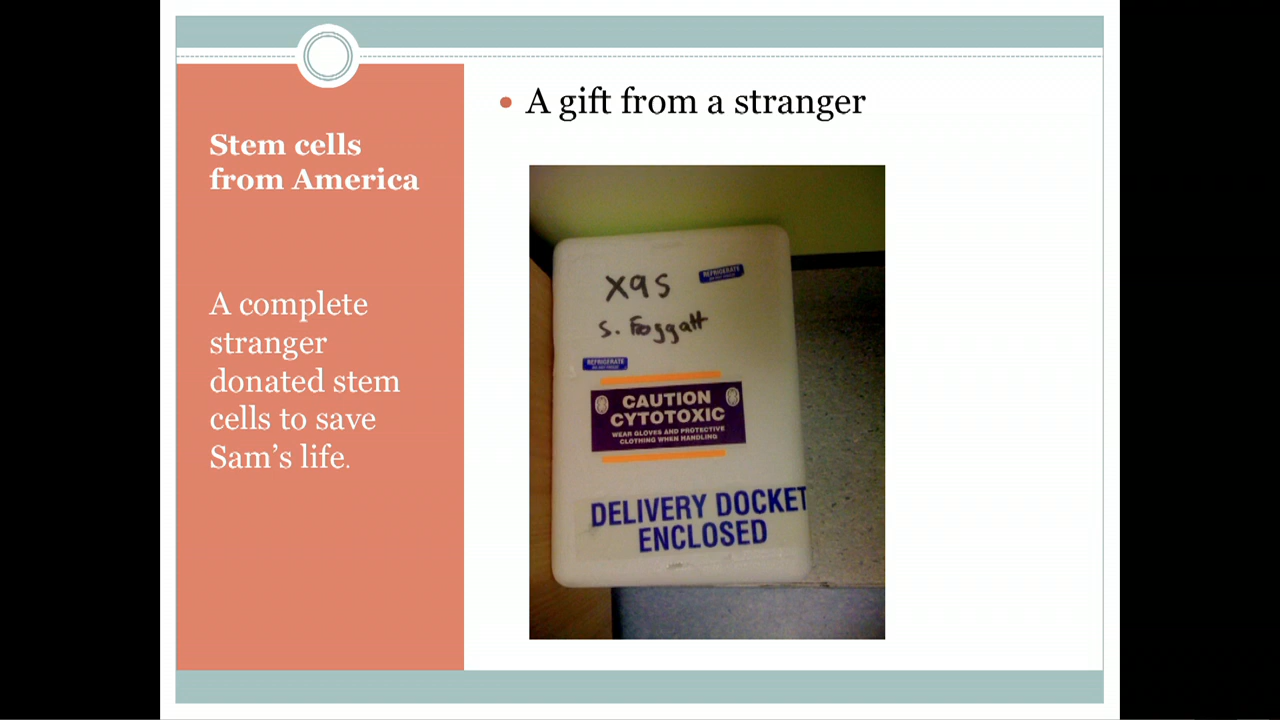 Stem cells
from America
A complete
stranger
donated stem
cells to save
Sam's life.
• A gift from a stranger
X9S
S. Foggatt
REFRIGERATE
REFRIGERATE
CAUTION
CYTOTOXIC
WEAR GLOVES AND PROTECTIVE
CLOTHING WHEN HANDLING
DELIVERY DOCKET
ENCLOSED